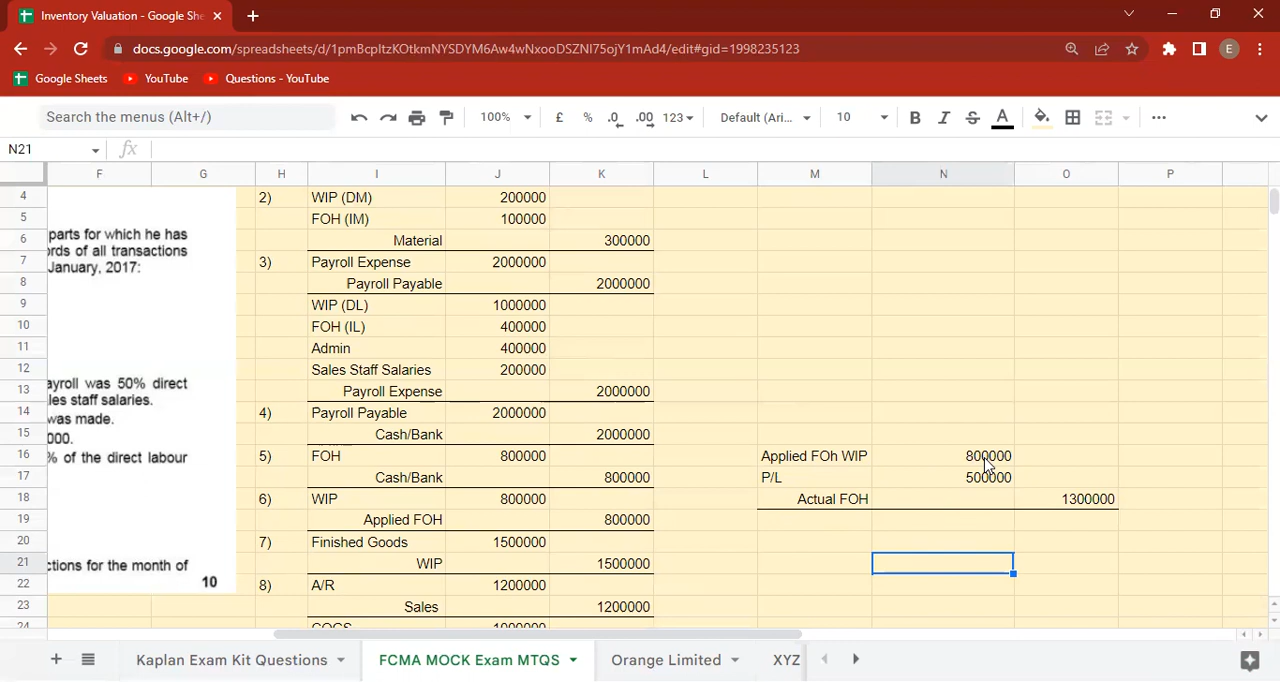 Inventory Valuation - Google She
docs.google.com/spreadsheets/d/1pmBcpItzKOtkmNYSDYM6Aw4wNxooDSZNI75ojY1mAd4/edit#gid=1998235123
E
Google Sheets YouTube Questions - YouTube
Search the menus (Alt+/) 100% £ % .0 .00 123 Default (Ari... 10 B I S A
N21 fx
F G H I J K L M N O P
4 2) WIP (DM) 200000
5 FOH (IM) 100000
parts for which he has
6 Material 300000
ords of all transactions
7 3) Payroll Expense 2000000
January, 2017:
8 Payroll Payable 2000000
9 WIP (DL) 1000000
10 FOH (IL) 400000
11 Admin 400000
12 Sales Staff Salaries 200000
ayroll was 50% direct
13 Payroll Expense 2000000
les staff salaries.
14 4) Payroll Payable 2000000
was made.
15 Cash/Bank 2000000
000.
16 5) FOH 800000 Applied FOh WIP 800000
% of the direct labour
17 Cash/Bank 800000 P/L 500000
18 6) WIP 800000 Actual FOH 1300000
19 Applied FOH 800000
20 7) Finished Goods 1500000
21 WIP 1500000
ctions for the month of
22 10 8) A/R 1200000
23 Sales 1200000
24 COGS 1000000
Kaplan Exam Kit Questions FCMA MOCK Exam MTQS Orange Limited XYZ